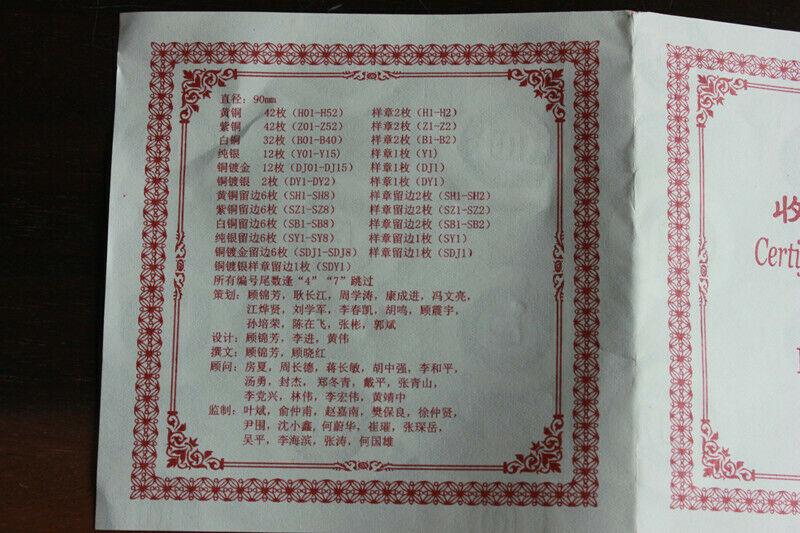 直径: 90mm
黄铜 42枚(H01-H52) 样章2枚(H1-H2)
紫铜 42枚(Z01-Z52) 样章2枚(Z1-Z2)
白铜 32枚(B01-B40) 样章2枚(B1-B2)
纯银 12枚(Y01-Y15) 样章1枚(Y1)
铜镀金 12枚(DJ01-DJ15) 样章1枚(DJ1)
铜镀银 2枚(DY1-DY2) 样章1枚(DY1)
黄铜留边6枚(SH1-SH8) 样章留边2枚(SH1-SH2)
紫铜留边6枚(SZ1-SZ8) 样章留边2枚(SZ1-SZ2)
白铜留边6枚(SB1-SB8) 样章留边2枚(SB1-SB2)
纯银留边6枚(SY1-SY8) 样章留边1枚(SY1)
铜镀金留边6枚(SDJ1-SDJ8) 样章留边1枚(SDJ1)
铜镀银样章留边1枚(SDY1)
所有编号尾数逢“4”“7”跳过
策划: 顾锦芳, 耿长江, 周学涛, 康成进, 冯文亮,
江烨贤, 刘学军, 李春凯, 胡鸣, 顾震宇,
孙培荣, 陈在飞, 张彬, 郭斌
设计: 顾锦芳, 李进, 黄伟
撰文: 顾锦芳, 顾晓红
顾问: 房夏, 周长德, 蒋长敏, 胡中强, 李和平,
汤勇, 封杰, 郑冬青, 戴平, 张青山,
李党兴, 林伟, 李宏伟, 黄靖中
监制: 叶斌, 俞仲甫, 赵嘉南, 樊保良, 徐仲贤,
尹囤, 沈小鑫, 何蔚华, 崔璀, 张琛岳,
吴平, 李海滨, 张涛, 何国雄
收
Certi